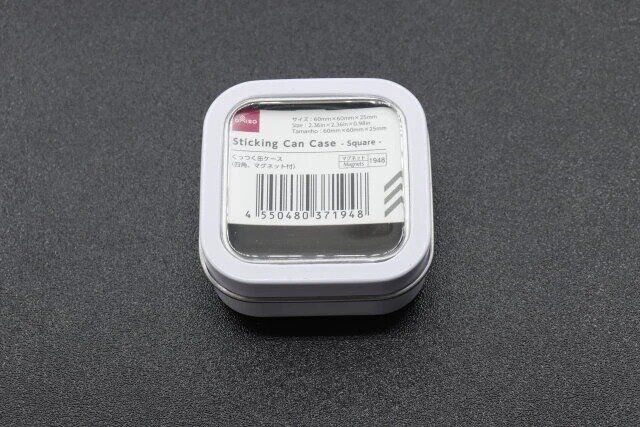 DAISO
サイズ：60mm×60mm×25mm
Size : 2.36in×2.36in×0.98in
Tamanho : 60mm×60mm×25mm
Sticking Can Case - Square -
くっつく缶ケース
(四角、マグネット付)
マグネット
Magnets
1948
4 550480 371948